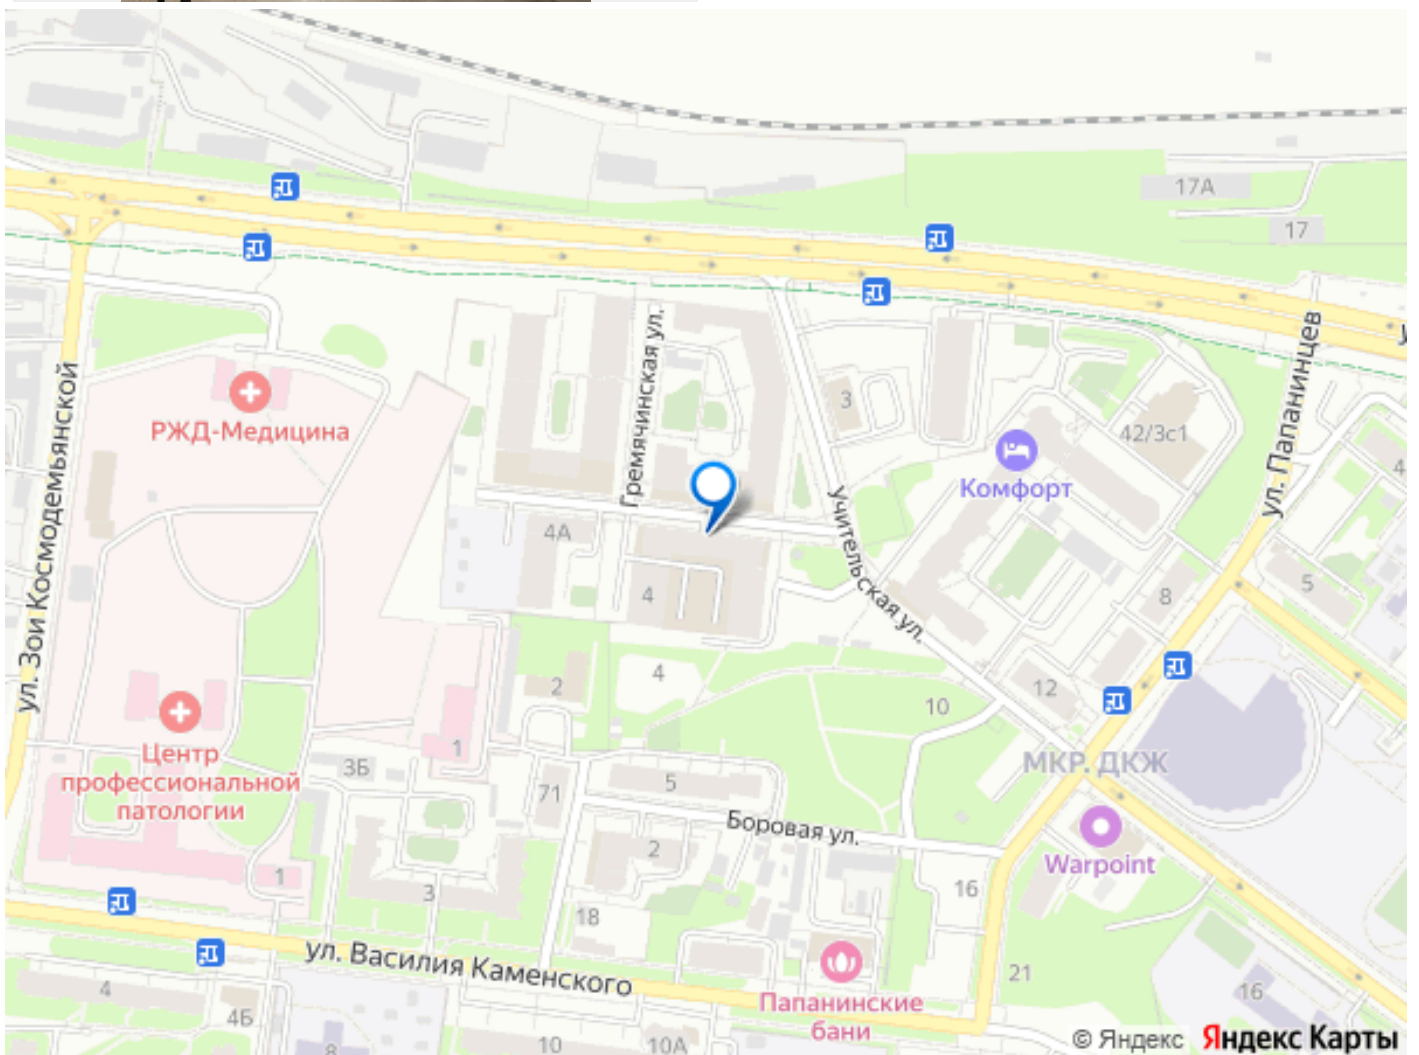 17А
17
ул. Папанинцев
Гремячинская ул.
ул. Зои Космодемьянской
РЖД-Медицина
3
42/3с1
4
Комфорт
Учительская ул.
4А
4
5
8
2
4
12
10
МКР. ДКЖ
Центр
профессиональной
патологии
1
3Б
71
5
Боровая ул.
2
Warpoint
1
3
16
18
ул. Василия Каменского
21
Папанинские
бани
4
4Б
8
10
10А
16
© Яндекс Яндекс Карты